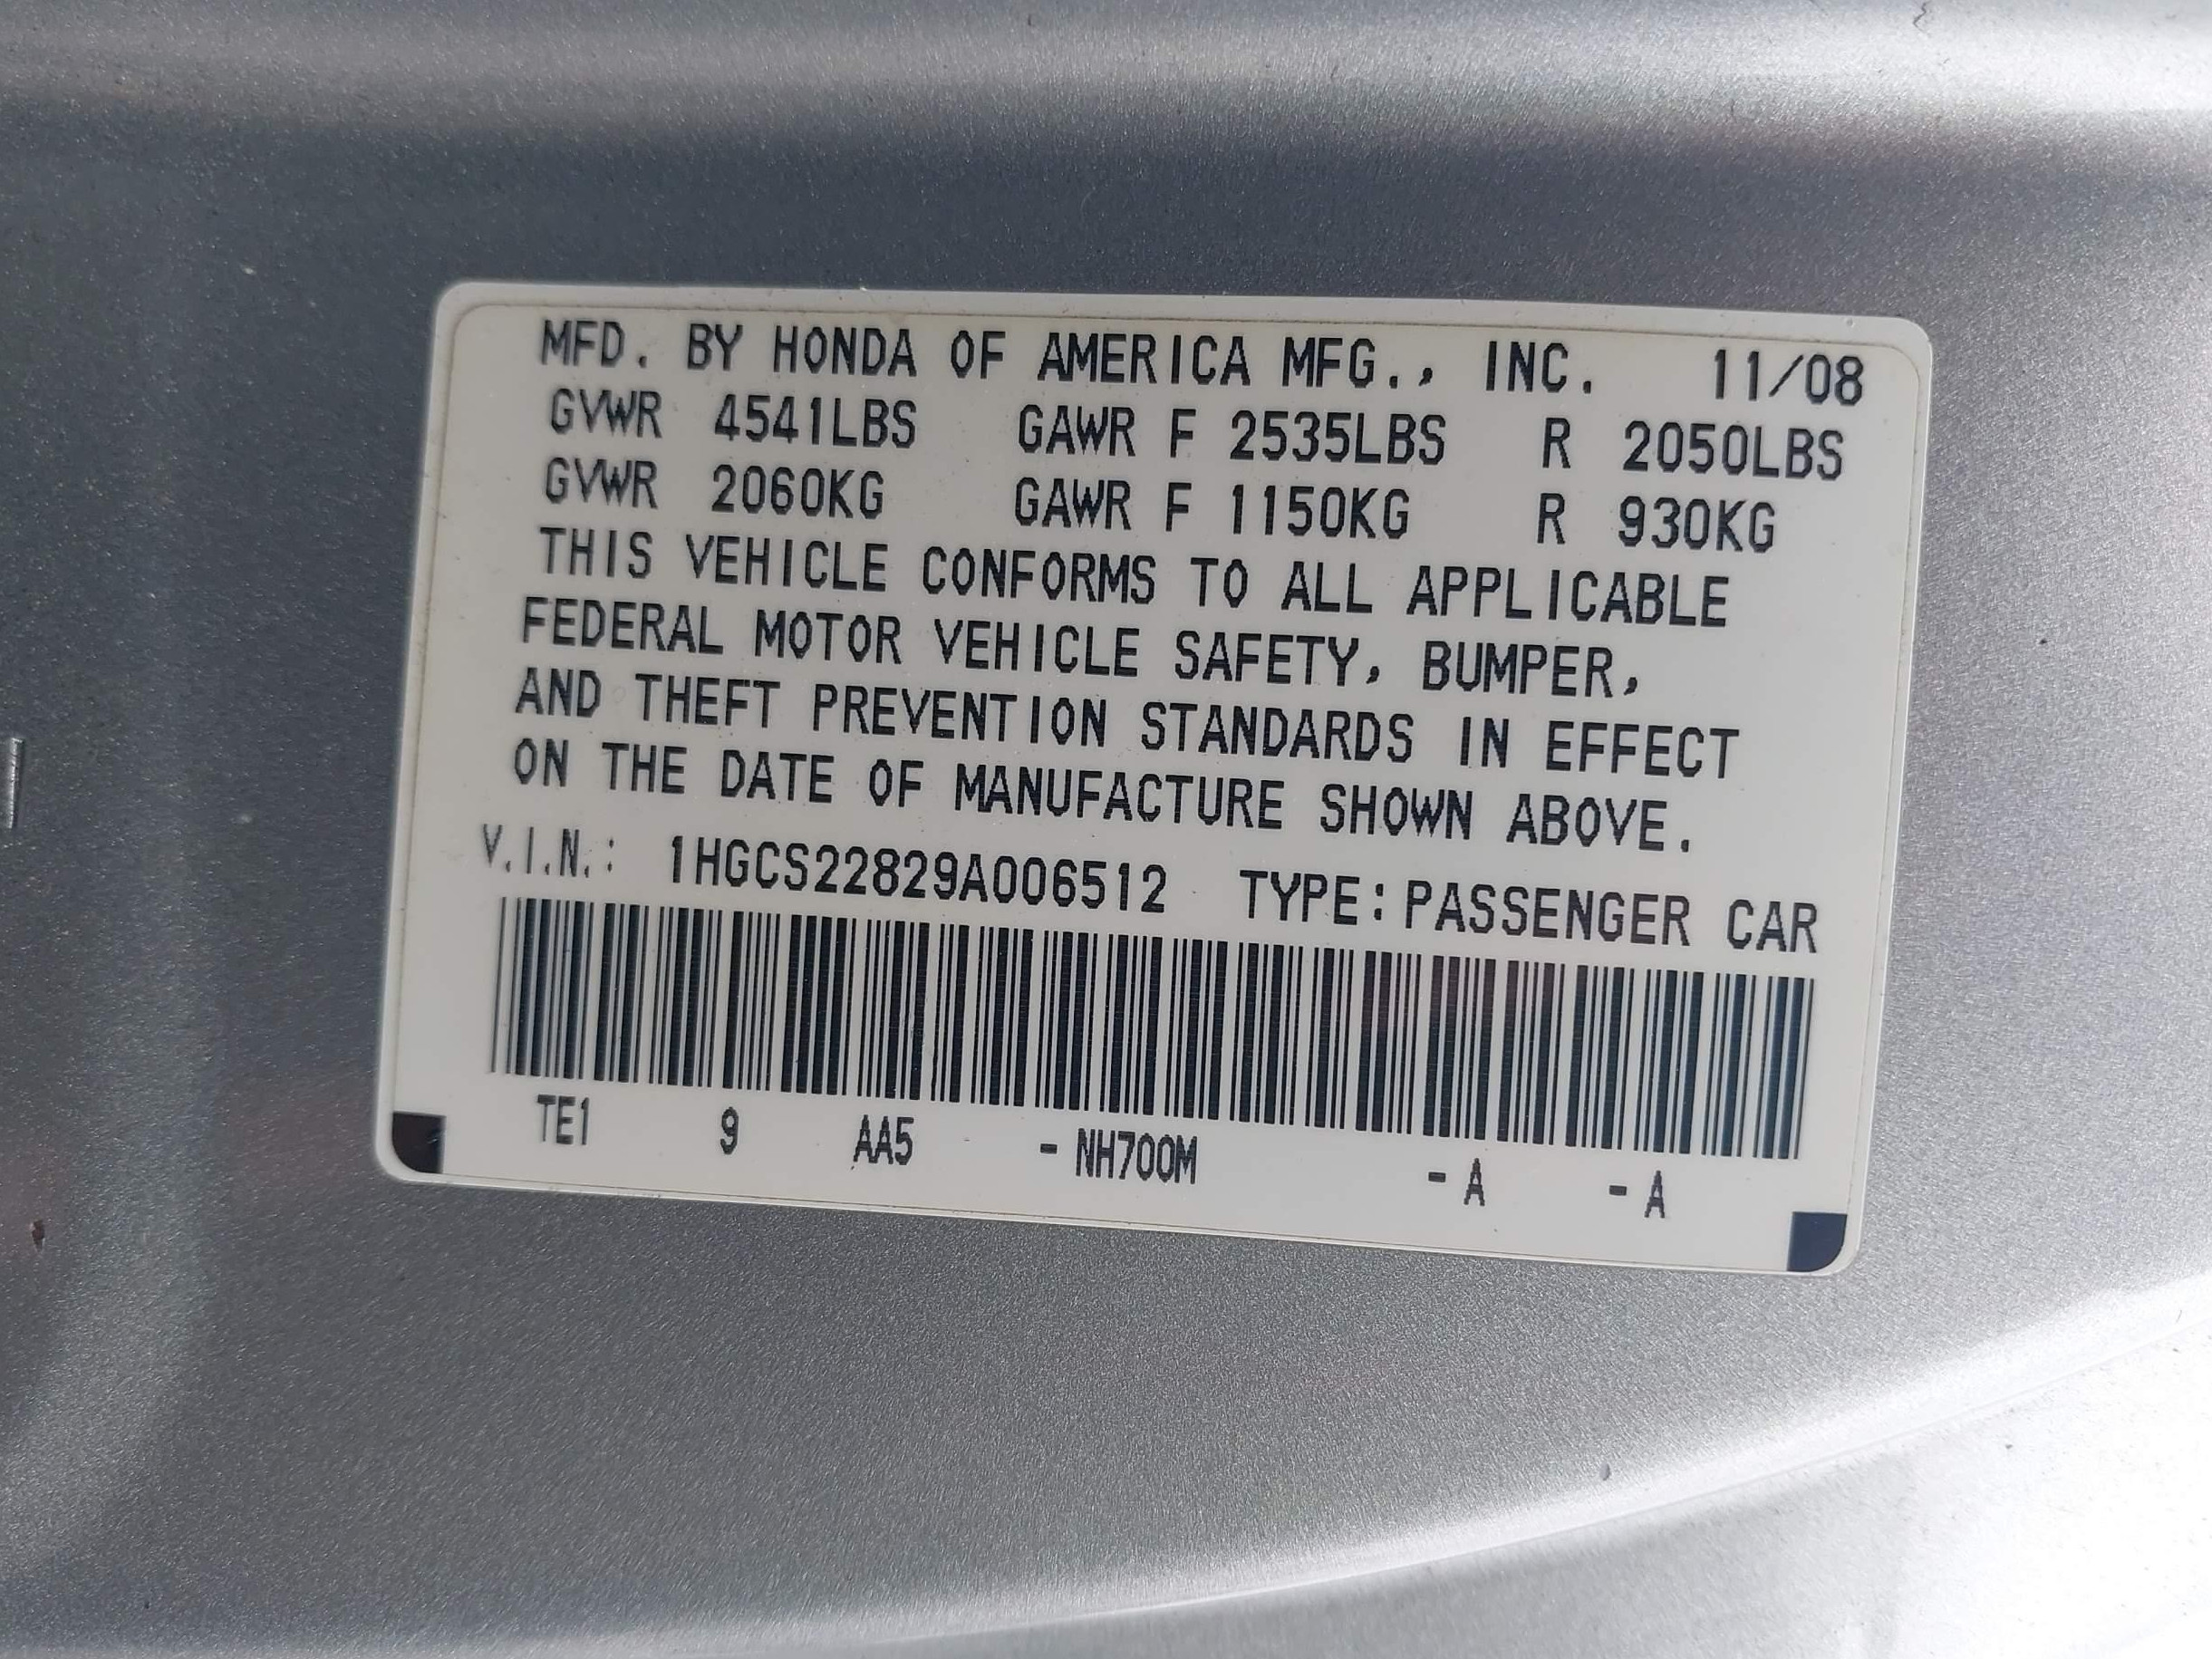 MFD. BY HONDA OF AMERICA MFG., INC. 11/08
GVWR 4541LBS GAWR F 2535LBS R 2050LBS
GVWR 2060KG GAWR F 1150KG R 930KG
THIS VEHICLE CONFORMS TO ALL APPLICABLE
FEDERAL MOTOR VEHICLE SAFETY, BUMPER,
AND THEFT PREVENTION STANDARDS IN EFFECT
ON THE DATE OF MANUFACTURE SHOWN ABOVE.
V.I.N.: 1HGCS22829A006512 TYPE:PASSENGER CAR
TE1 9 AA5 -NH700M -A -A